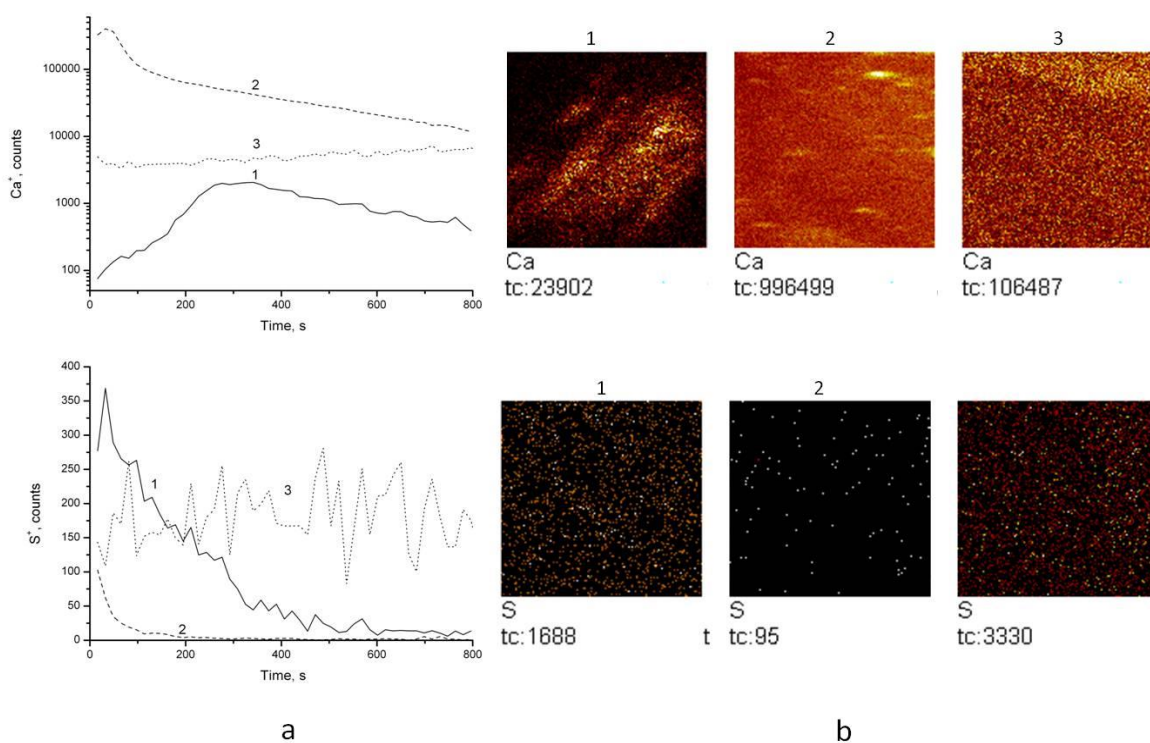 Ca⁺, counts
100000
10000
1000
100
2
3
1
0
200
400
600
800
Time, s
1
2
3
Ca
tc:23902
Ca
tc:996499
Ca
tc:106487
S⁺, counts
400
350
300
250
200
150
100
50
0
1
3
2
0
200
400
600
800
Time, s
1
2
S
tc:1688
t
S
tc:95
S
tc:3330
a
b